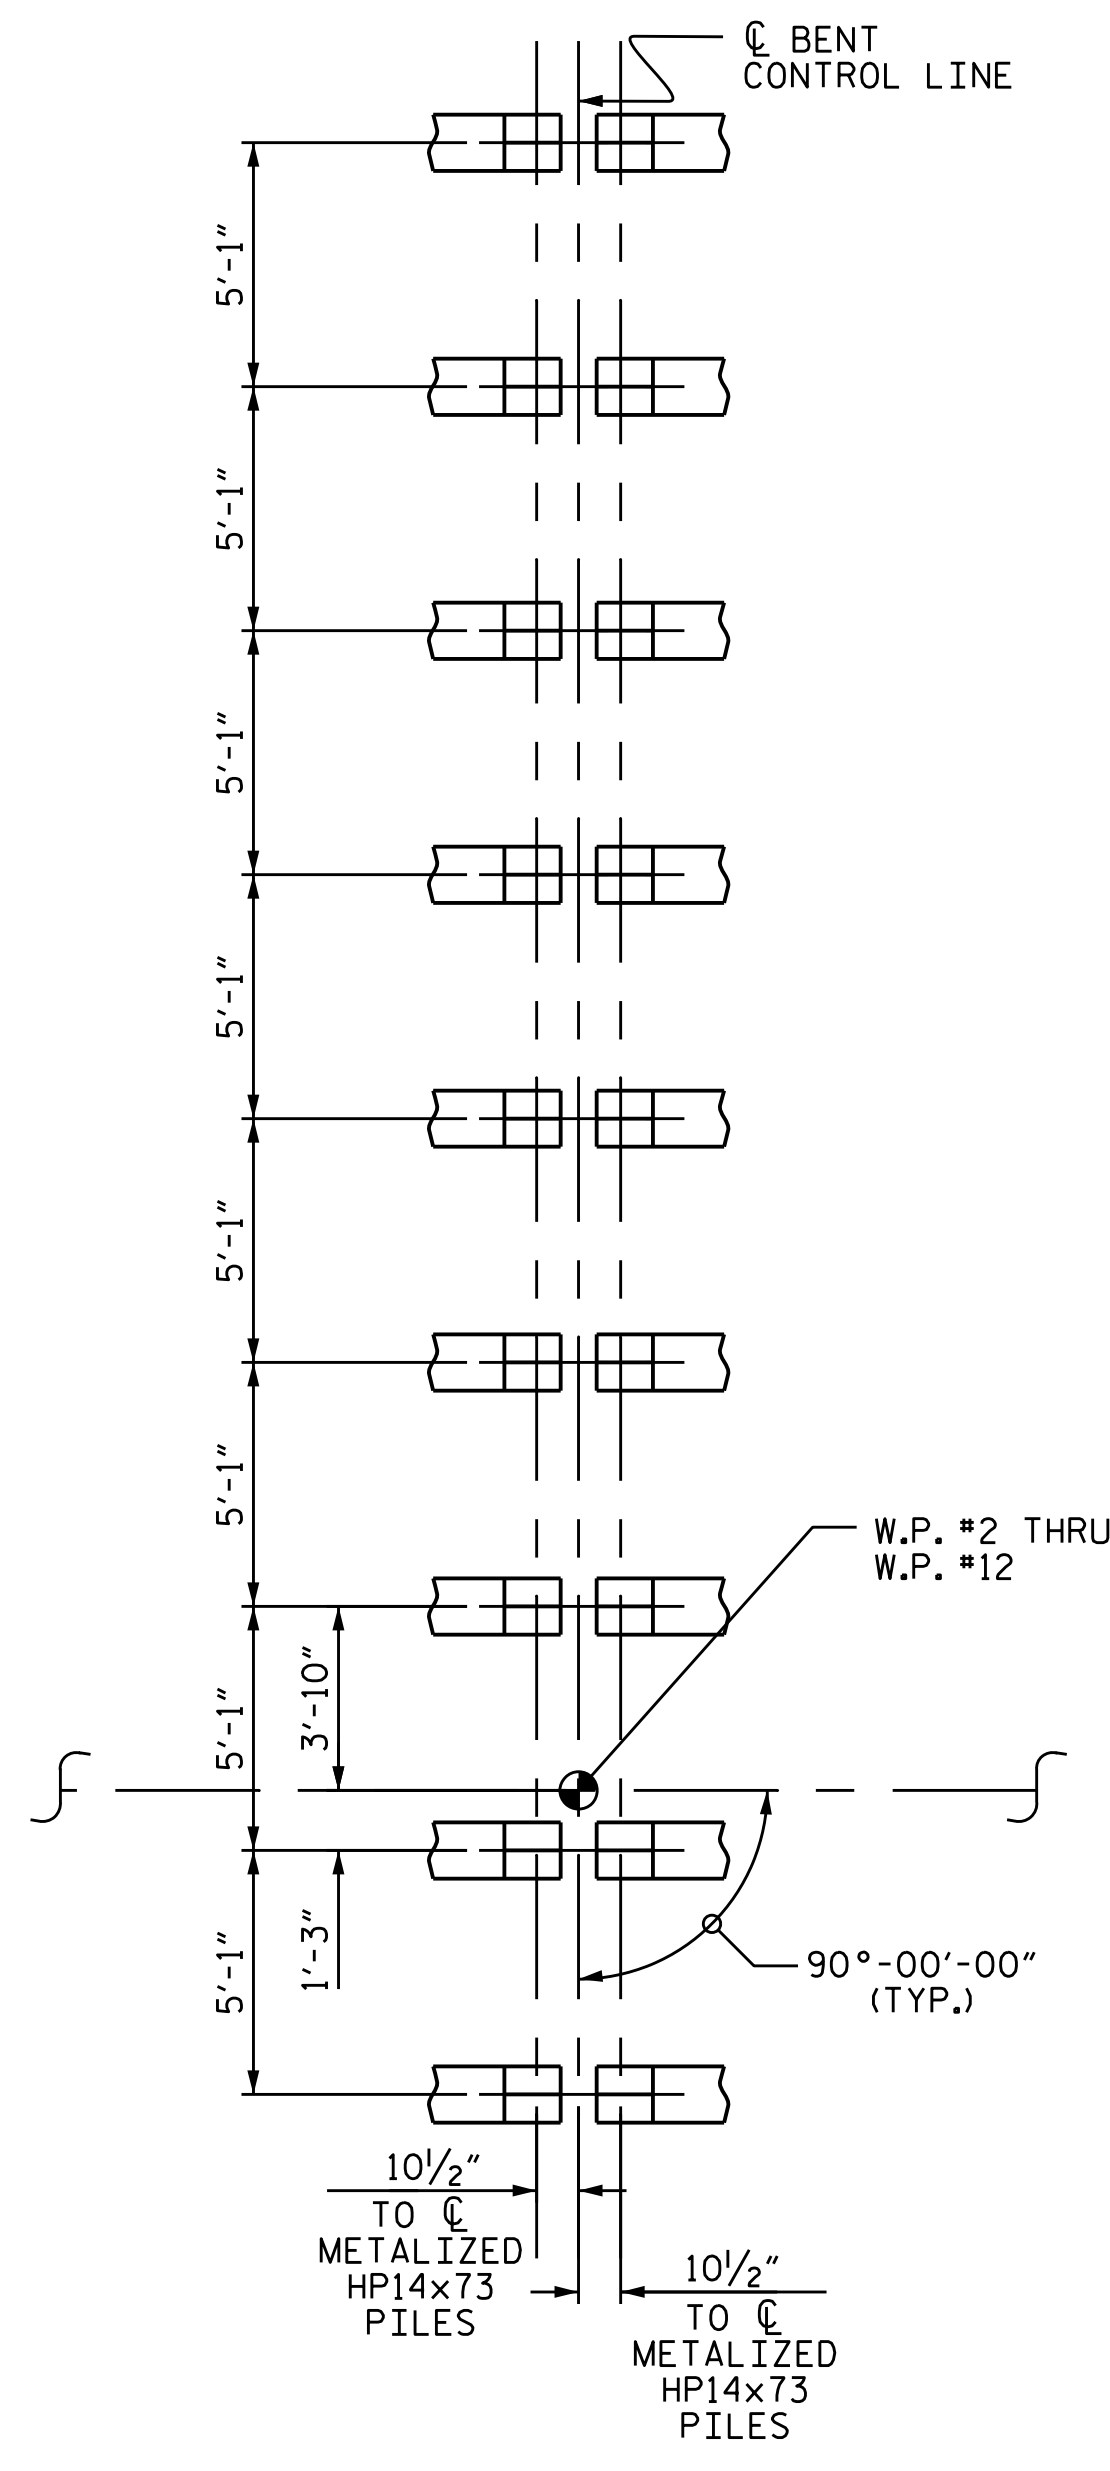 ℄ BENT
CONTROL LINE
5'-1"
5'-1"
5'-1"
5'-1"
5'-1"
5'-1"
W.P. #2 THRU
W.P. #12
5'-1"
3'-10"
5'-1"
1'-3"
90°-00'-00"
(TYP.)
10½"
TO ℄
METALIZED
HP14x73
PILES
10½"
TO ℄
METALIZED
HP14x73
PILES